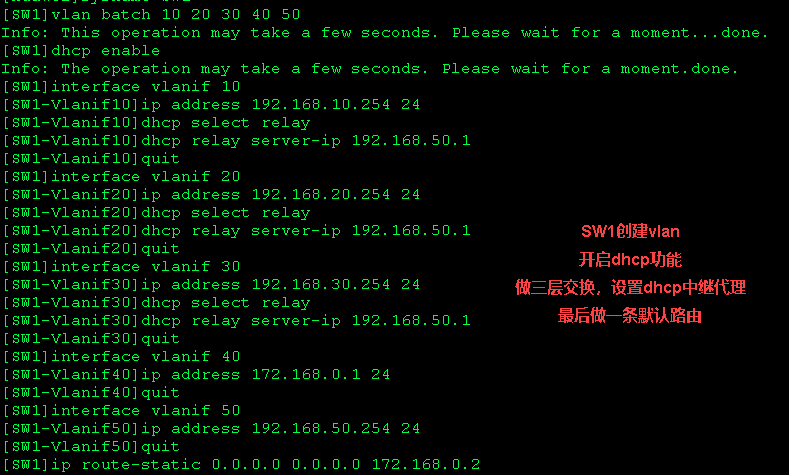 [SW1]vlan batch 10 20 30 40 50
Info: This operation may take a few seconds. Please wait for a moment...done.
[SW1]dhcp enable
Info: The operation may take a few seconds. Please wait for a moment.done.
[SW1]interface vlanif 10
[SW1-Vlanif10]ip address 192.168.10.254 24
[SW1-Vlanif10]dhcp select relay
[SW1-Vlanif10]dhcp relay server-ip 192.168.50.1
[SW1-Vlanif10]quit
[SW1]interface vlanif 20
[SW1-Vlanif20]ip address 192.168.20.254 24
[SW1-Vlanif20]dhcp select relay
[SW1-Vlanif20]dhcp relay server-ip 192.168.50.1
[SW1-Vlanif20]quit
[SW1]interface vlanif 30
[SW1-Vlanif30]ip address 192.168.30.254 24
[SW1-Vlanif30]dhcp select relay
[SW1-Vlanif30]dhcp relay server-ip 192.168.50.1
[SW1-Vlanif30]quit
[SW1]interface vlanif 40
[SW1-Vlanif40]ip address 172.168.0.1 24
[SW1-Vlanif40]quit
[SW1]interface vlanif 50
[SW1-Vlanif50]ip address 192.168.50.254 24
[SW1-Vlanif50]quit
[SW1]ip route-static 0.0.0.0 0.0.0.0 172.168.0.2
SW1创建vlan
开启dhcp功能
做三层交换，设置dhcp中继代理
最后做一条默认路由